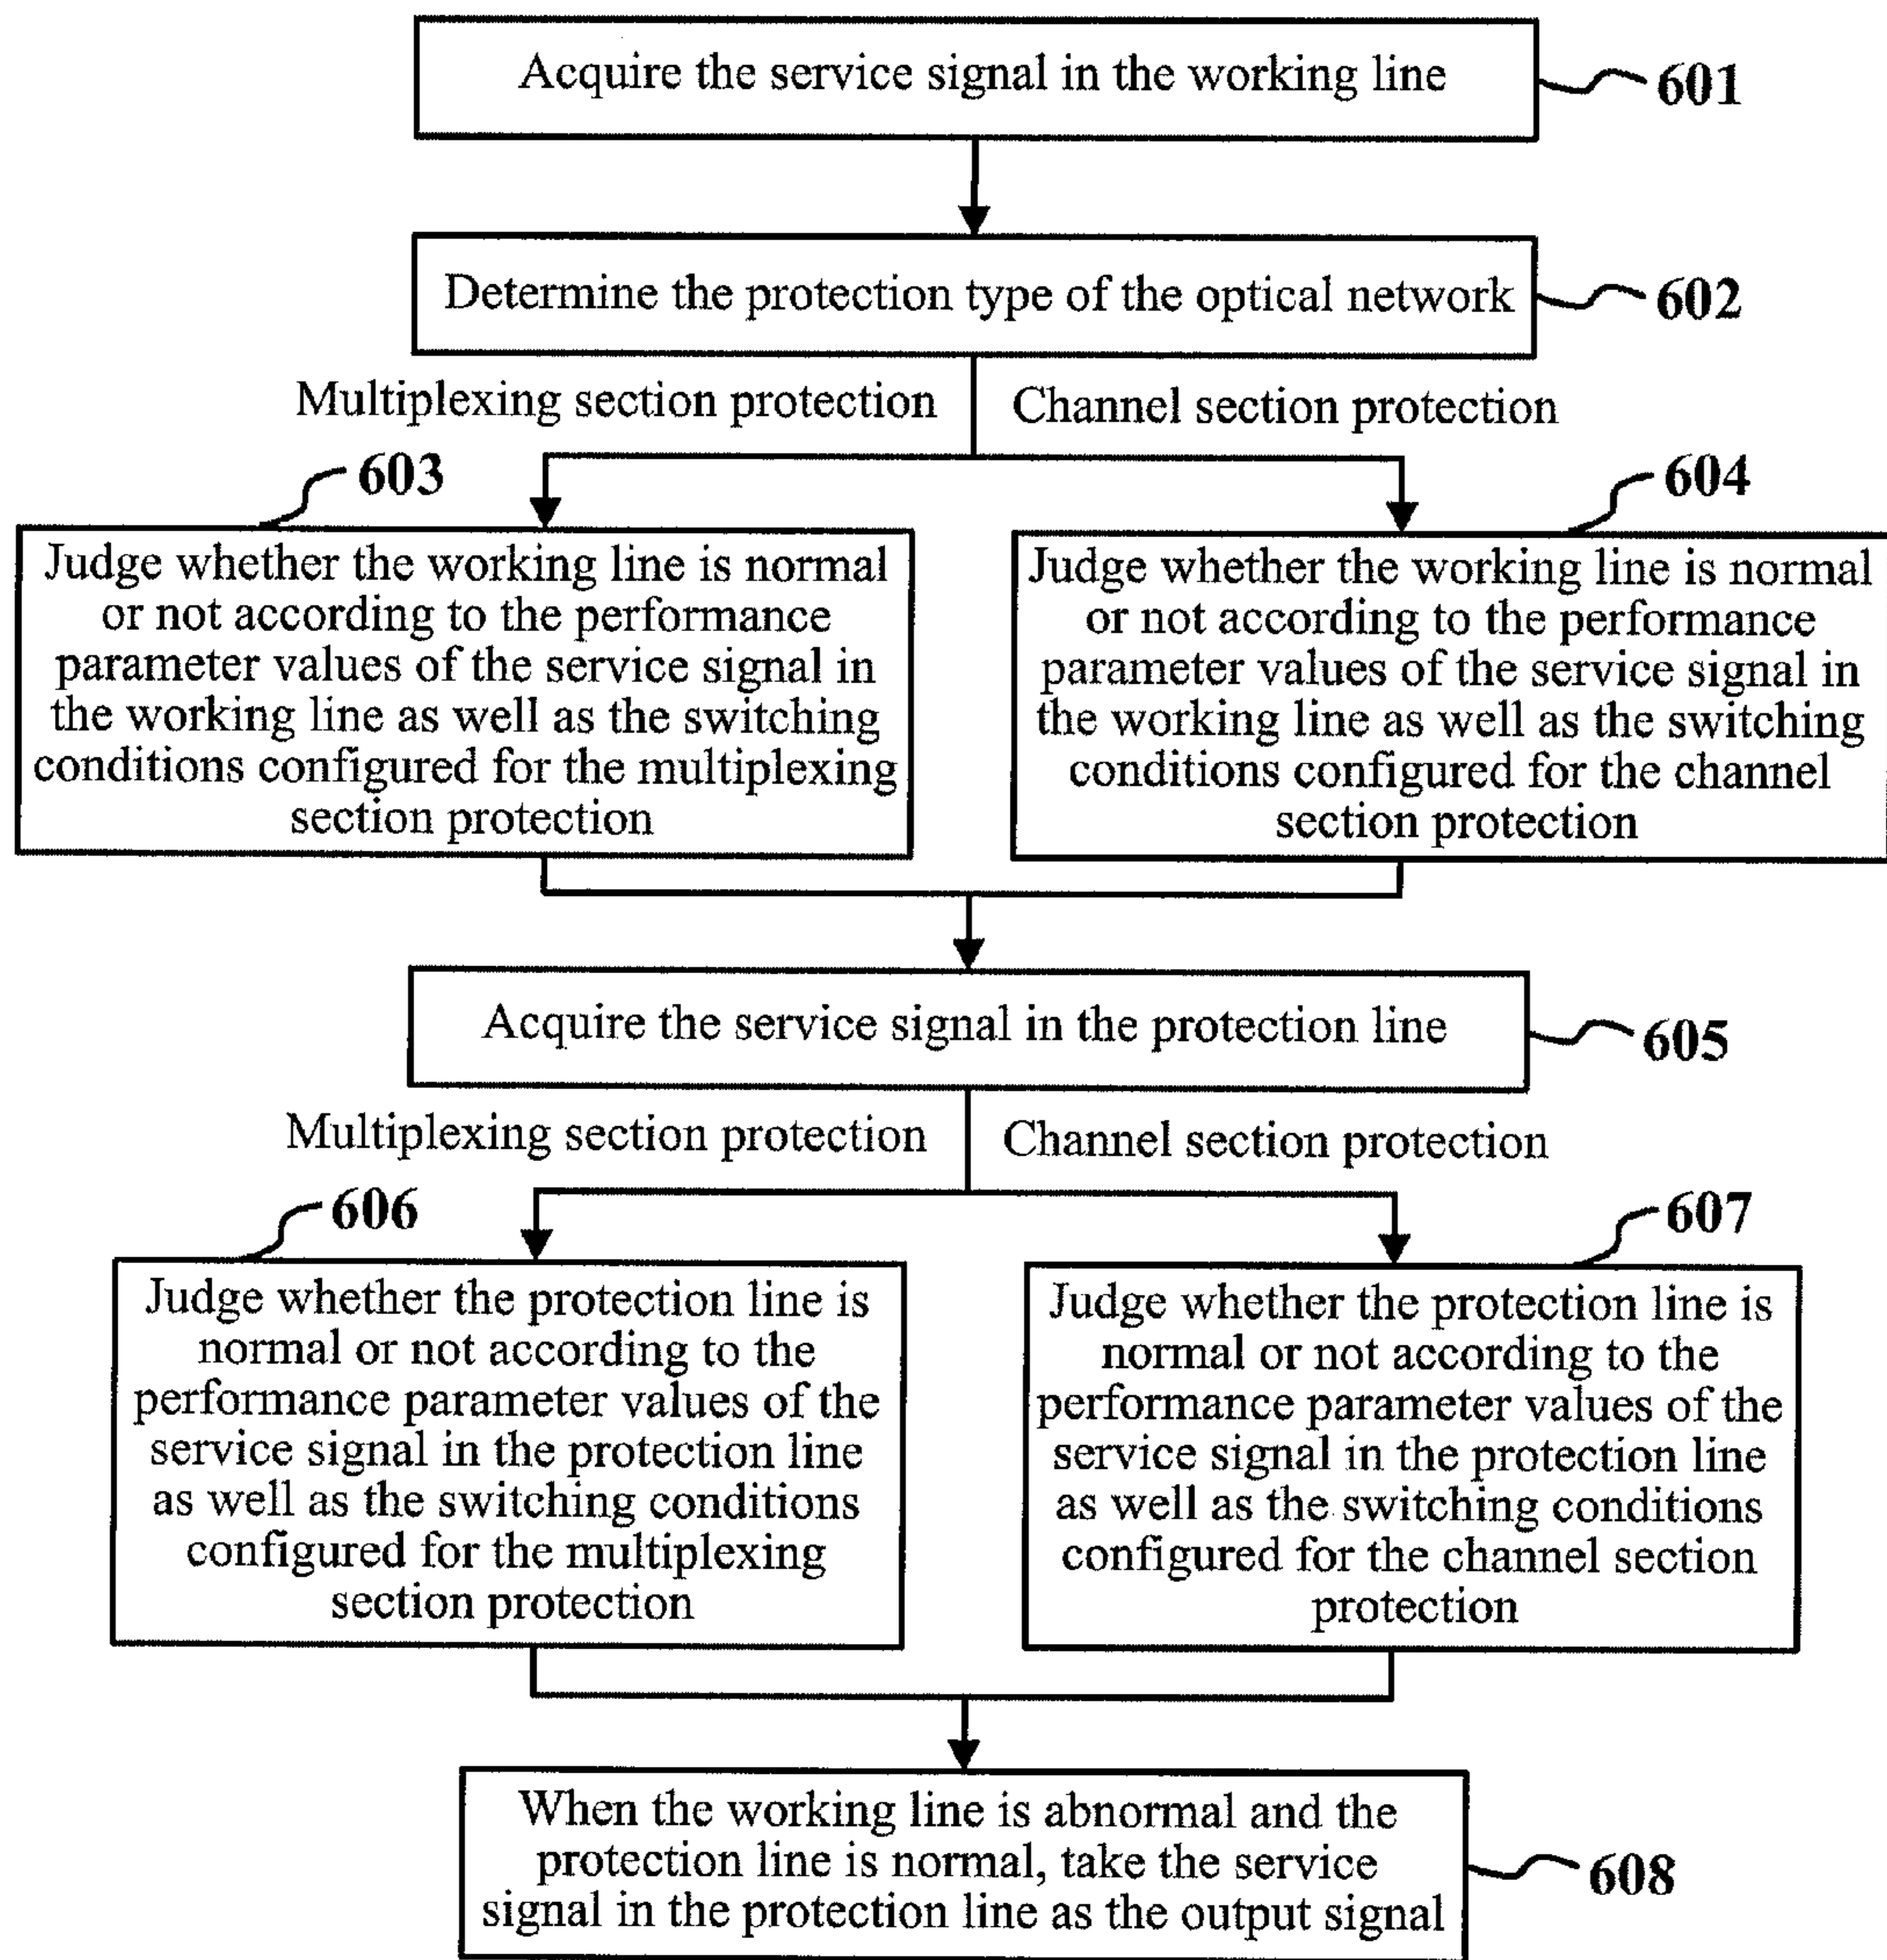 Acquire the service signal in the working line
601
Determine the protection type of the optical network
602
Multiplexing section protection
Channel section protection
603
604
Judge whether the working line is normal
or not according to the performance
parameter values of the service signal in
the working line as well as the switching
conditions configured for the multiplexing
section protection
Judge whether the working line is normal
or not according to the performance
parameter values of the service signal in
the working line as well as the switching
conditions configured for the channel
section protection
Acquire the service signal in the protection line
605
Multiplexing section protection
Channel section protection
606
607
Judge whether the protection line is
normal or not according to the
performance parameter values of the
service signal in the protection line
as well as the switching conditions
configured for the multiplexing
section protection
Judge whether the protection line is
normal or not according to the
performance parameter values of the
service signal in the protection line
as well as the switching conditions
configured for the channel section
protection
When the working line is abnormal and the
protection line is normal, take the service
signal in the protection line as the output signal
608